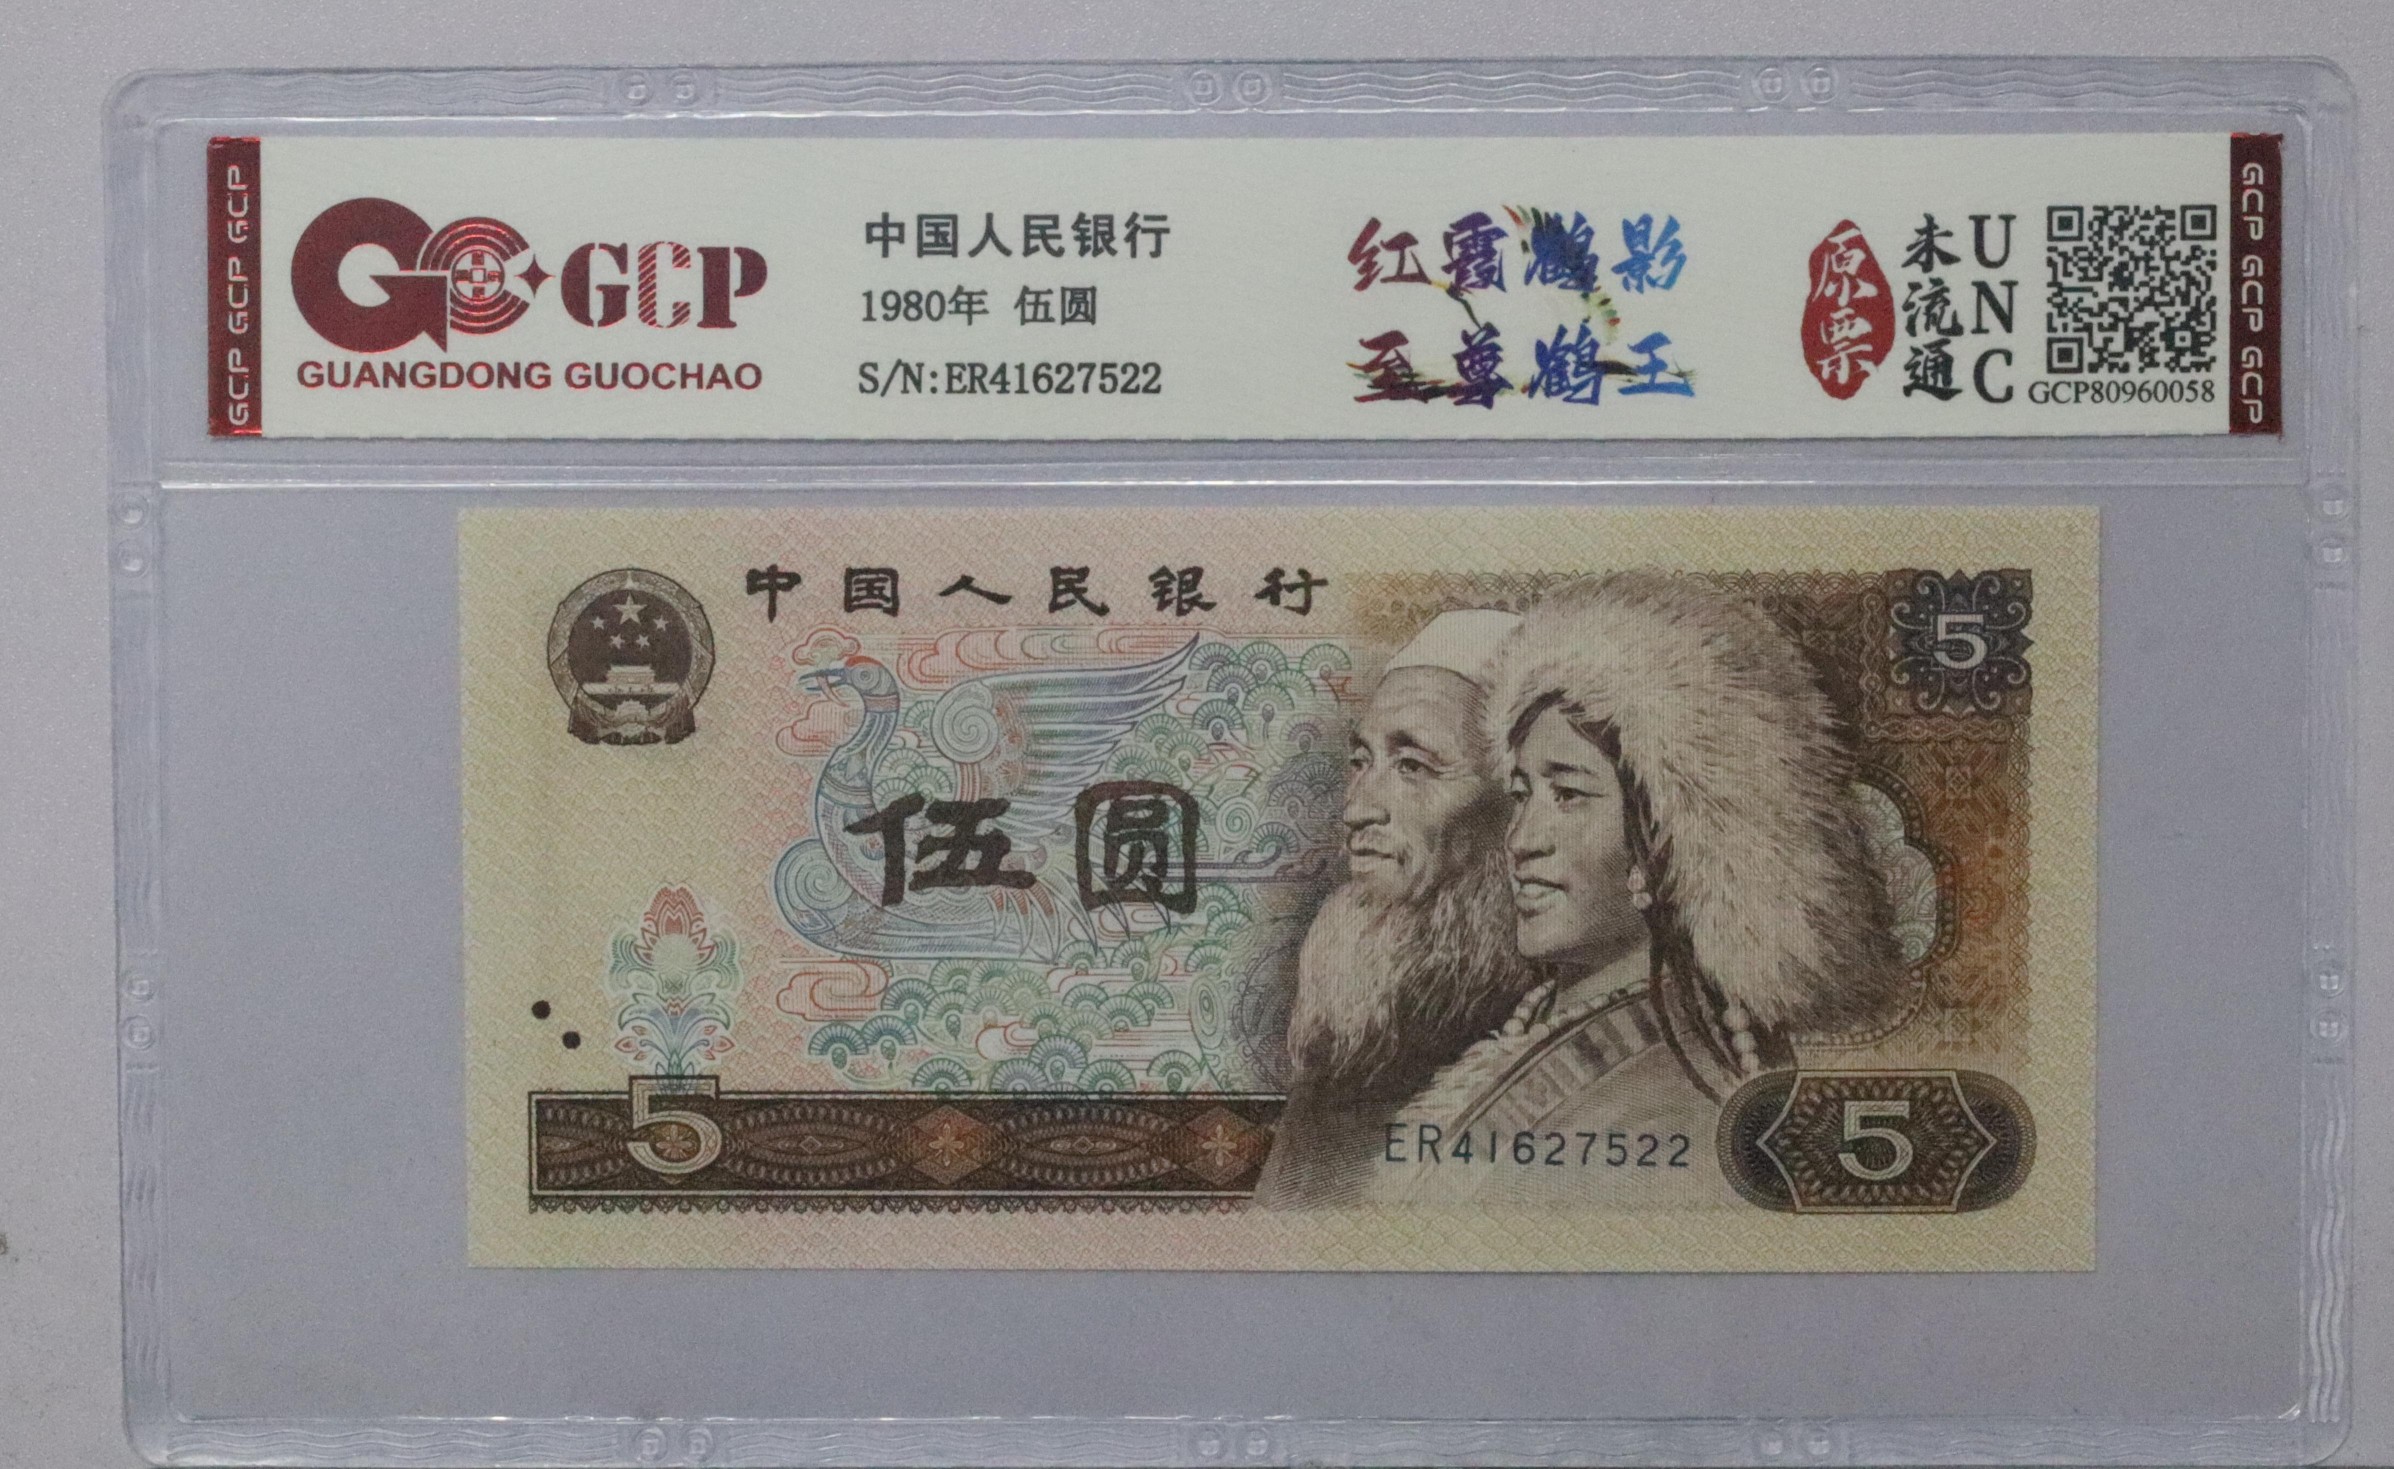 GCP GCP GCP
GCP
GUANGDONG GUOCHAO
中国人民银行
1980年 伍圆
S/N:ER41627522
红霞鹤影
至尊鹤王
原票
未流通
UNC
GCP80960058
GCP GCP GCP
中国人民银行
5
伍圆
5
ER41627522
5